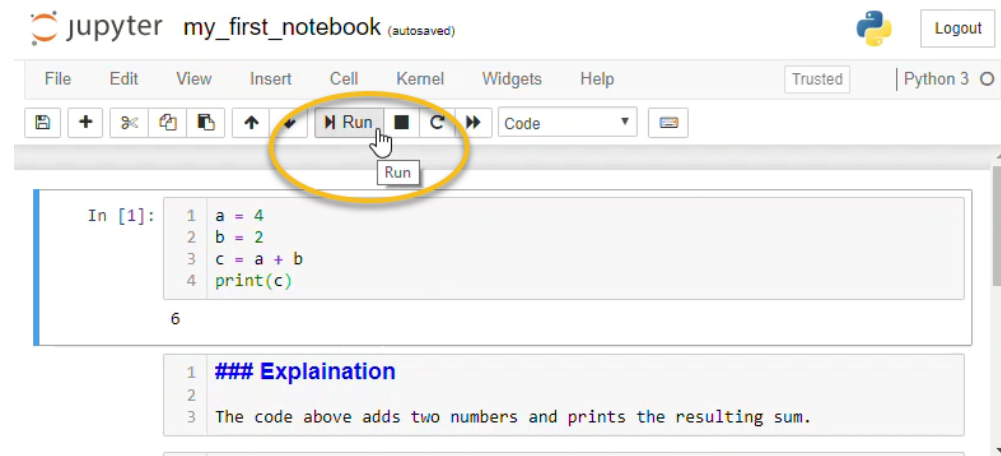 jupyter my_first_notebook (autosaved) Logout
File Edit View Insert Cell Kernel Widgets Help Trusted Python 3
Run Code
Run
In [1]: 1 a = 4
2 b = 2
3 c = a + b
4 print(c)
6
1 ### Explaination
2
3 The code above adds two numbers and prints the resulting sum.